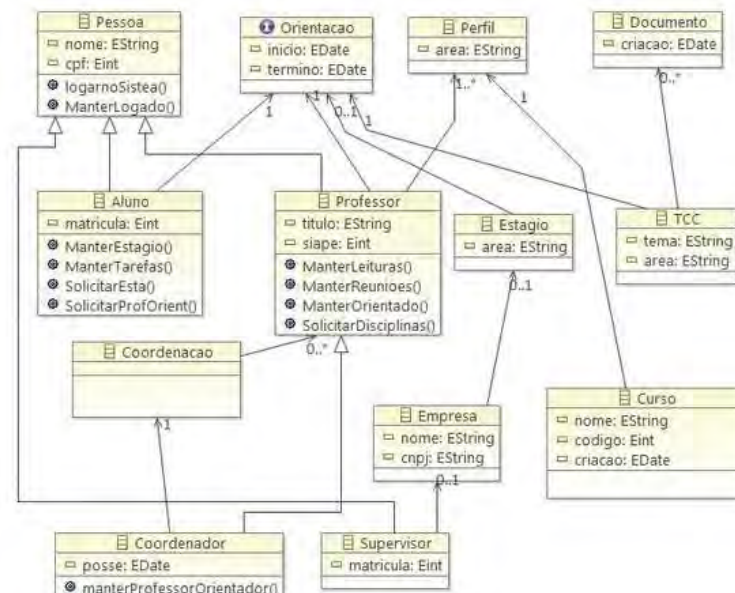 Pessoa
nome: EString
cpf: Eint
logarnoSistea()
ManterLogado()
Orientacao
inicio: EDate
termino: EDate
Perfil
area: EString
Documento
criacao: EDate
1
1
0..1
1
1..*
1
0..*
Aluno
matricula: Eint
ManterEstagio()
ManterTarefas()
SolicitarEsta()
SolicitarProfOrient()
Professor
titulo: EString
siape: Eint
ManterLeituras()
ManterReunioes()
ManterOrientado()
SolicitarDisciplinas()
Estagio
area: EString
TCC
tema: EString
area: EString
0..1
Coordenacao
0..*
1
Empresa
nome: EString
cnpj: EString
0..1
Curso
nome: EString
codigo: Eint
criacao: EDate
Coordenador
posse: EDate
manterProfessorOrientador()
Supervisor
matricula: Eint